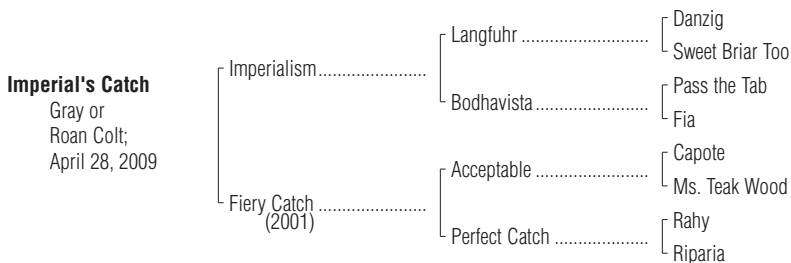 Imperial's Catch
Gray or
Roan Colt;
April 28, 2009
Imperialism........................
Fiery Catch ........................
(2001)
Langfuhr ............................
Bodhavista.........................
Acceptable .........................
Perfect Catch .....................
Danzig
Sweet Briar Too
Pass the Tab
Fia
Capote
Ms. Teak Wood
Rahy
Riparia